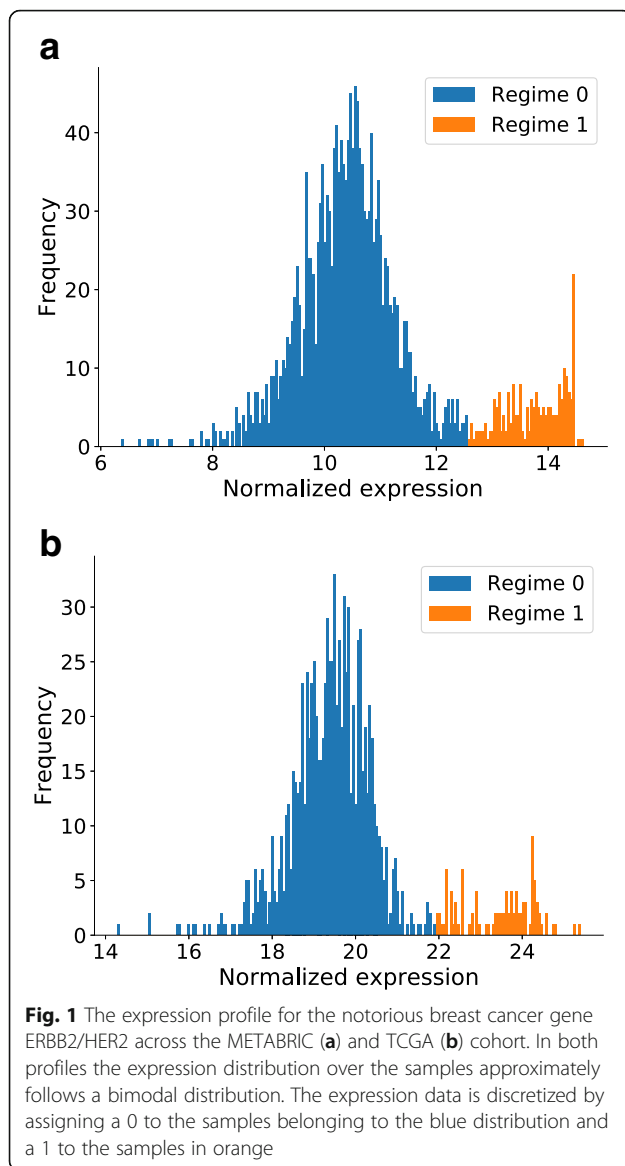 a
Regime 0
Regime 1
40
30
20
10
0
Frequency
6
8
10
12
14
Normalized expression
b
Regime 0
Regime 1
30
25
20
15
10
5
0
Frequency
14
16
18
20
22
24
Normalized expression
Fig. 1 The expression profile for the notorious breast cancer gene
ERBB2/HER2 across the METABRIC (a) and TCGA (b) cohort. In both
profiles the expression distribution over the samples approximately
follows a bimodal distribution. The expression data is discretized by
assigning a 0 to the samples belonging to the blue distribution and
a 1 to the samples in orange